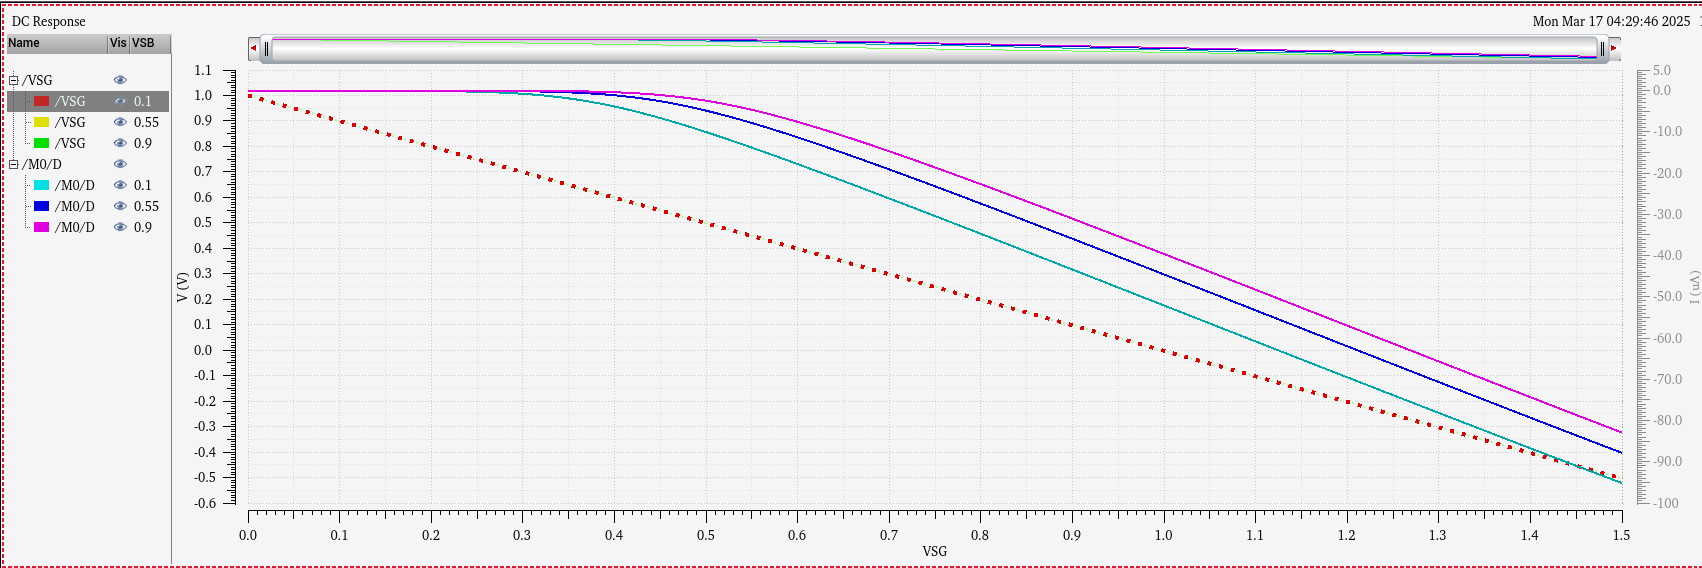 DC Response
Mon Mar 17 04:29:46 2025
Name Vis VSB
/VSG
/VSG 0.1
/VSG 0.55
/VSG 0.9
/M0/D
/M0/D 0.1
/M0/D 0.55
/M0/D 0.9
V (V)
1.1
1.0
0.9
0.8
0.7
0.6
0.5
0.4
0.3
0.2
0.1
0.0
-0.1
-0.2
-0.3
-0.4
-0.5
-0.6
0.0 0.1 0.2 0.3 0.4 0.5 0.6 0.7 0.8 0.9 1.0 1.1 1.2 1.3 1.4 1.5
VSG
5.0
0.0
-10.0
-20.0
-30.0
-40.0
-50.0
-60.0
-70.0
-80.0
-90.0
-100